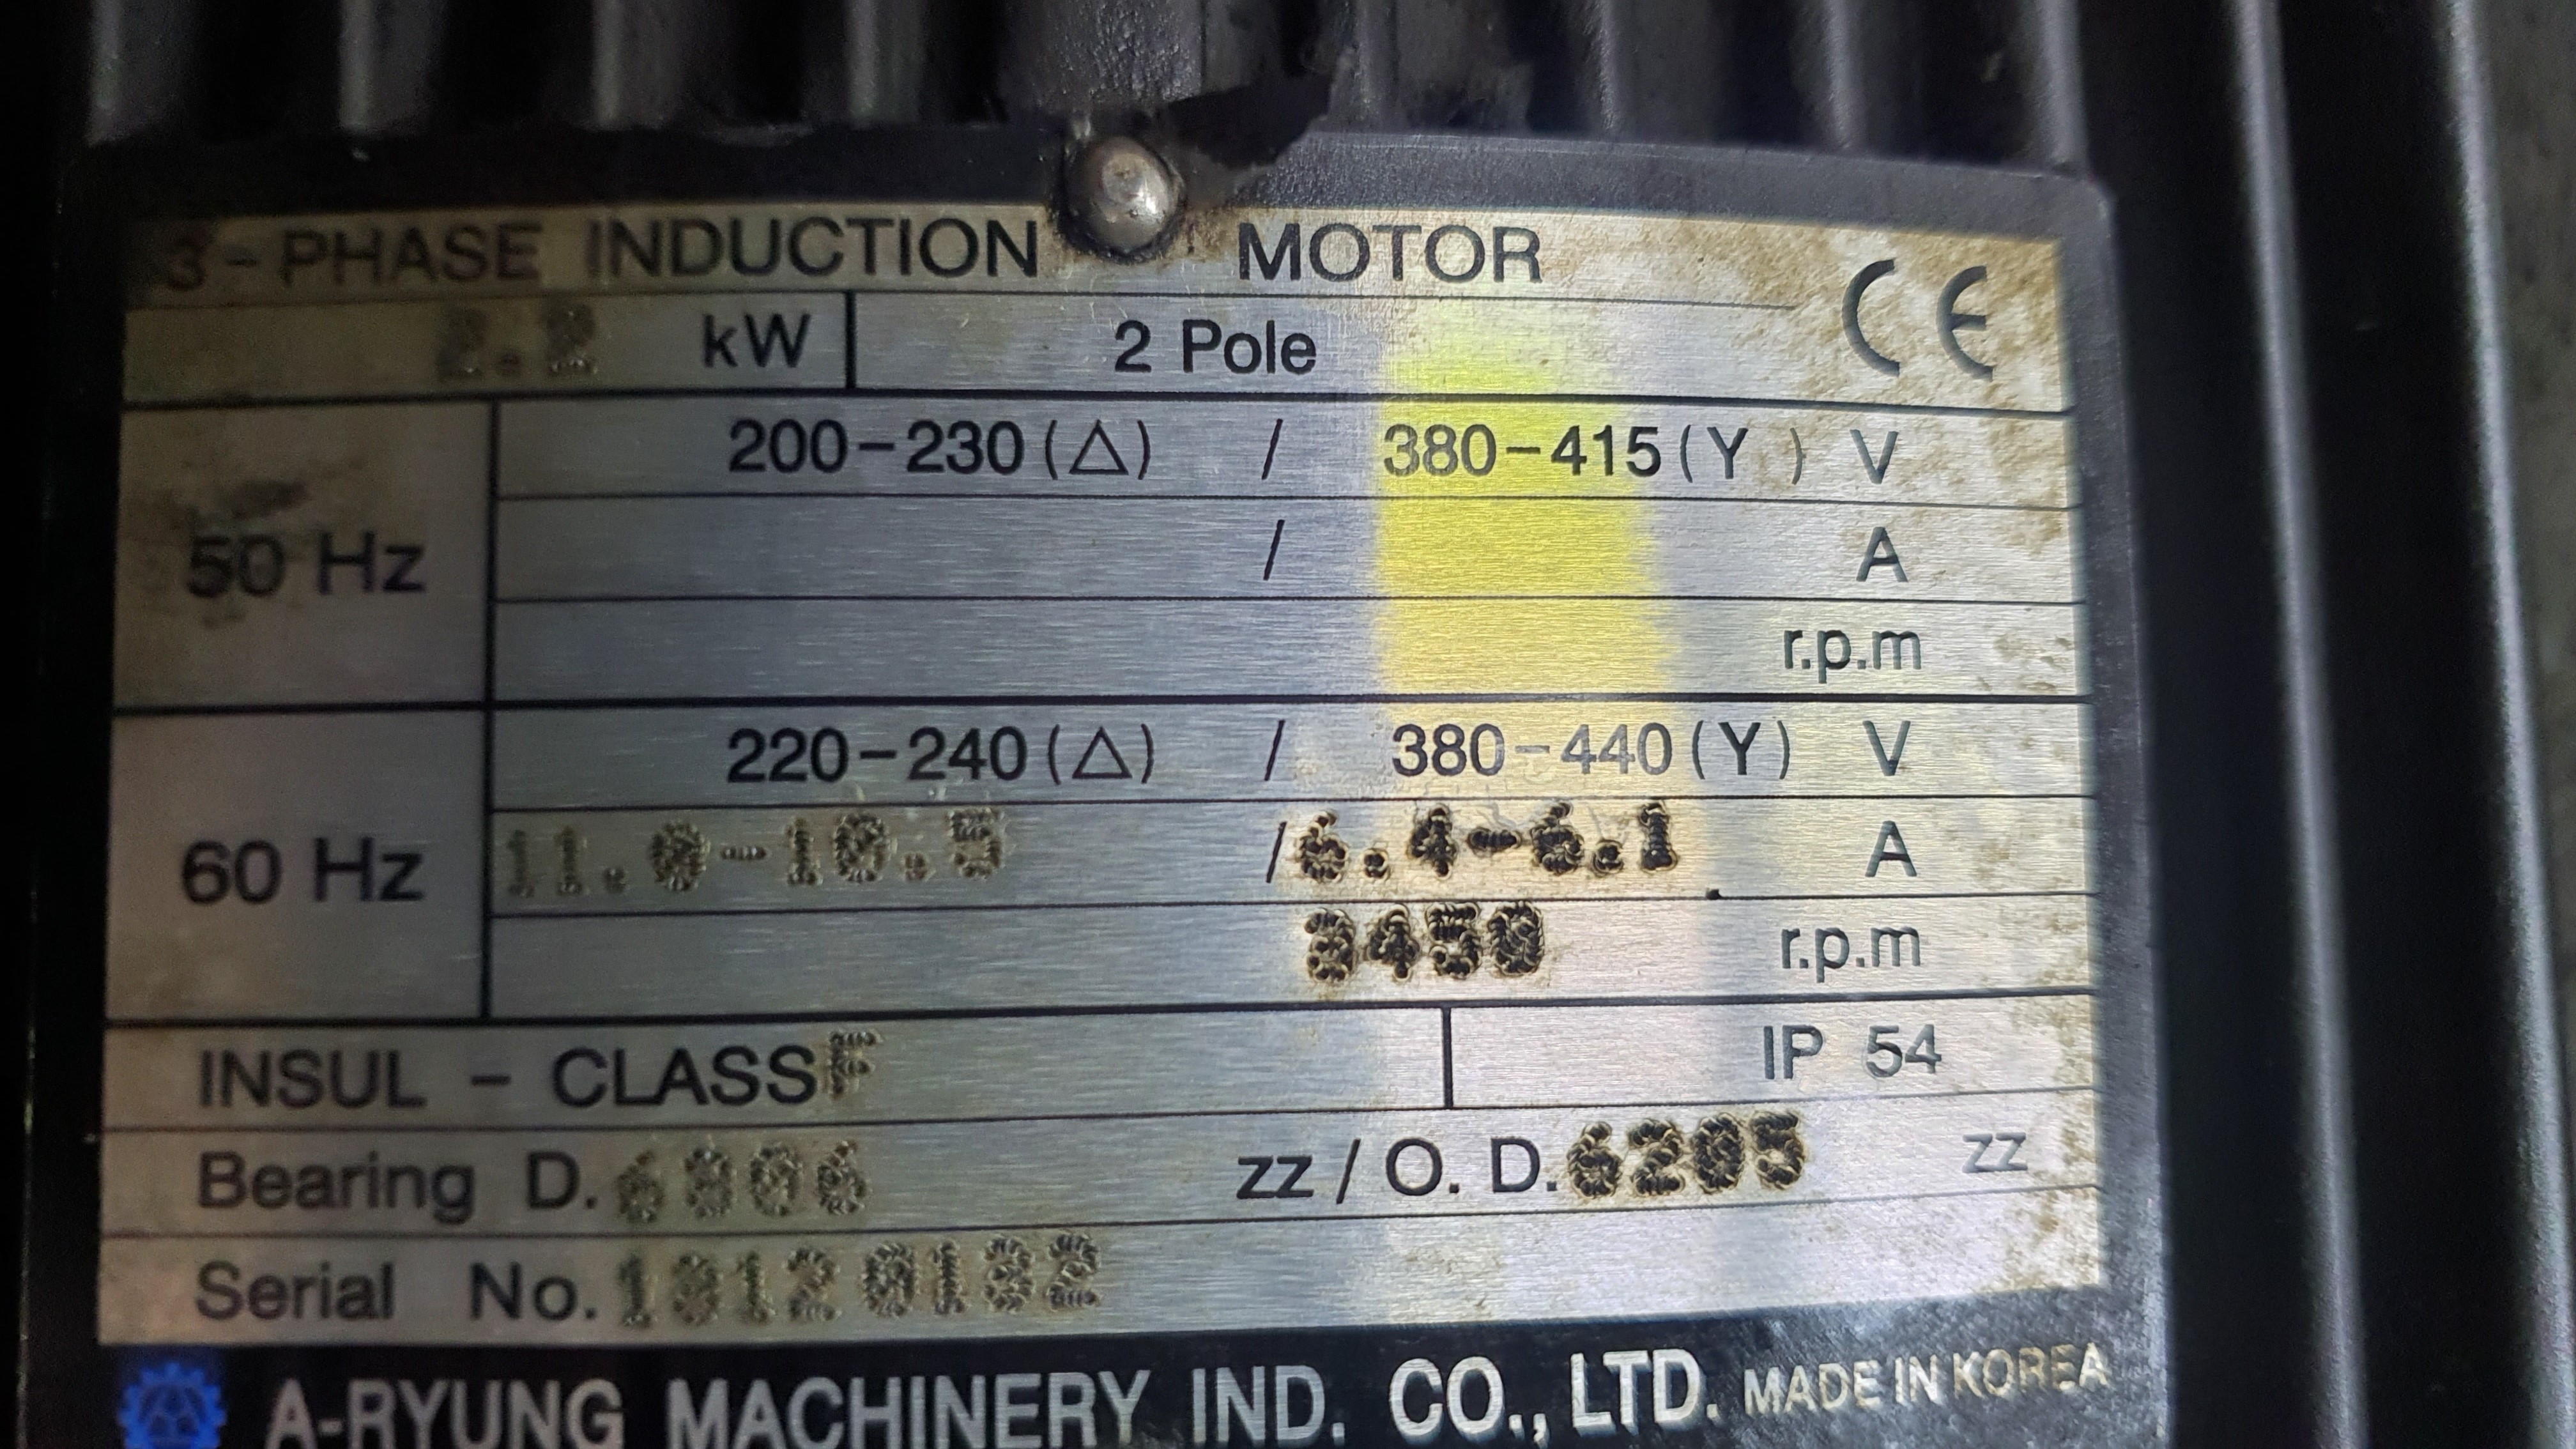 3-PHASE INDUCTION MOTOR
CE
2.2 kW 2 Pole
50 Hz
200-230 (△) / 380-415 (Y ) V
/ A
r.p.m
60 Hz
220-240 (△) / 380-440 (Y) V
11.0-10.5 / 6.4-6.1 A
3450 r.p.m
INSUL - CLASS F IP 54
Bearing D. zz / O. D. 6205 zz
Serial No.
A-RYUNG MACHINERY IND. CO., LTD. MADE IN KOREA